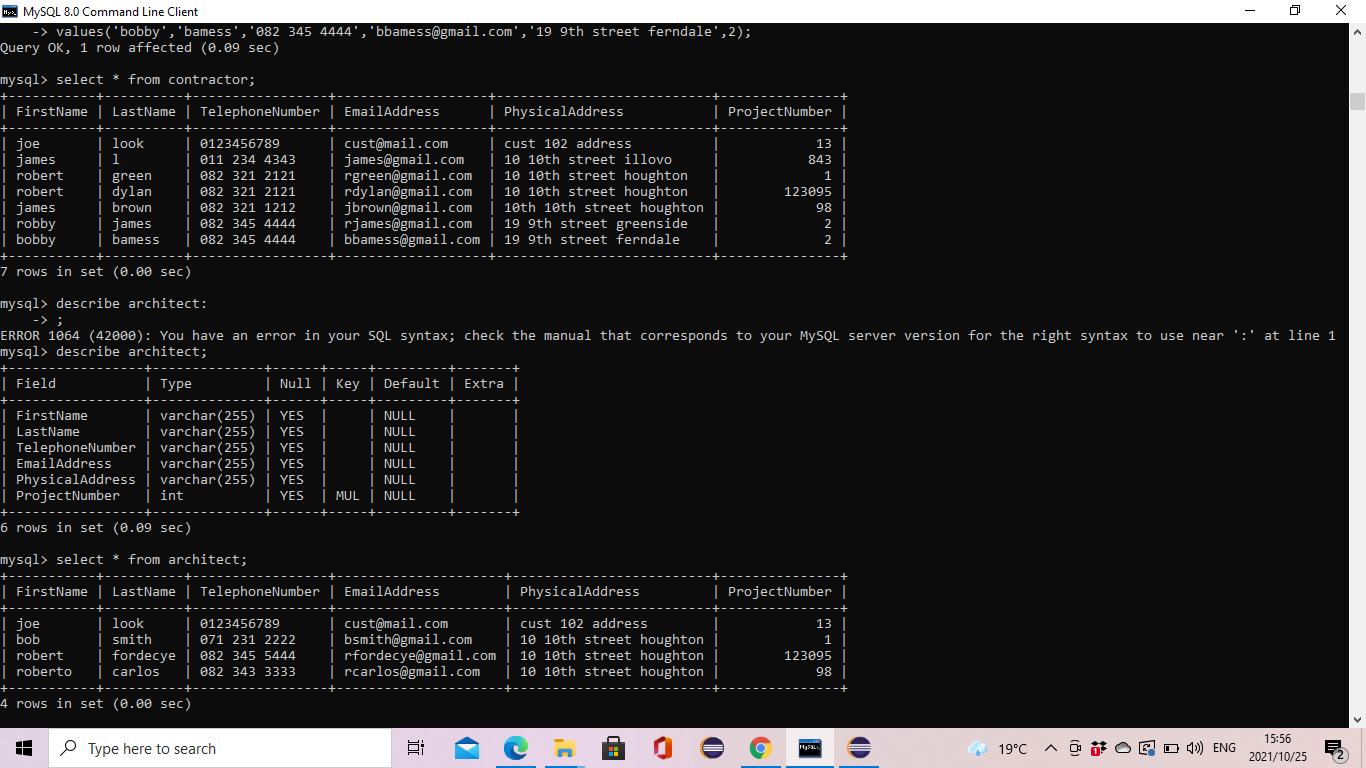 MySQL 8.0 Command Line Client
    -> values('bobby','bamess','082 345 4444','bbamess@gmail.com','19 9th street ferndale',2);
Query OK, 1 row affected (0.09 sec)
mysql> select * from contractor;
+-----------+----------+-----------------+-------------------+---------------------------+---------------+
| FirstName | LastName | TelephoneNumber | EmailAddress      | PhysicalAddress           | ProjectNumber |
+-----------+----------+-----------------+-------------------+---------------------------+---------------+
| joe       | look     | 0123456789      | cust@mail.com     | cust 102 address          |            13 |
| james     | l        | 011 234 4343    | james@gmail.com   | 10 10th street illovo     |           843 |
| robert    | green    | 082 321 2121    | rgreen@gmail.com  | 10 10th street houghton   |             1 |
| robert    | dylan    | 082 321 2121    | rdylan@gmail.com  | 10 10th street houghton   |        123095 |
| james     | brown    | 082 321 1212    | jbrown@gmail.com  | 10th 10th street houghton |            98 |
| robby     | james    | 082 345 4444    | rjames@gmail.com  | 19 9th street greenside   |             2 |
| bobby     | bamess   | 082 345 4444    | bbamess@gmail.com | 19 9th street ferndale    |             2 |
+-----------+----------+-----------------+-------------------+---------------------------+---------------+
7 rows in set (0.00 sec)
mysql> describe architect:
    -> ;
ERROR 1064 (42000): You have an error in your SQL syntax; check the manual that corresponds to your MySQL server version for the right syntax to use near ':' at line 1
mysql> describe architect;
+-----------------+--------------+------+-----+---------+-------+
| Field           | Type         | Null | Key | Default | Extra |
+-----------------+--------------+------+-----+---------+-------+
| FirstName       | varchar(255) | YES  |     | NULL    |       |
| LastName        | varchar(255) | YES  |     | NULL    |       |
| TelephoneNumber | varchar(255) | YES  |     | NULL    |       |
| EmailAddress    | varchar(255) | YES  |     | NULL    |       |
| PhysicalAddress | varchar(255) | YES  |     | NULL    |       |
| ProjectNumber   | int          | YES  | MUL | NULL    |       |
+-----------------+--------------+------+-----+---------+-------+
6 rows in set (0.09 sec)
mysql> select * from architect;
+-----------+----------+-----------------+---------------------+-------------------------+---------------+
| FirstName | LastName | TelephoneNumber | EmailAddress        | PhysicalAddress         | ProjectNumber |
+-----------+----------+-----------------+---------------------+-------------------------+---------------+
| joe       | look     | 0123456789      | cust@mail.com       | cust 102 address        |            13 |
| bob       | smith    | 071 231 2222    | bsmith@gmail.com    | 10 10th street houghton |             1 |
| robert    | fordecye | 082 345 5444    | rfordecye@gmail.com | 10 10th street houghton |        123095 |
| roberto   | carlos   | 082 343 3333    | rcarlos@gmail.com   | 10 10th street houghton |            98 |
+-----------+----------+-----------------+---------------------+-------------------------+---------------+
4 rows in set (0.00 sec)
Type here to search
MySQL
19°C
1
ENG
15:56
2021/10/25
2